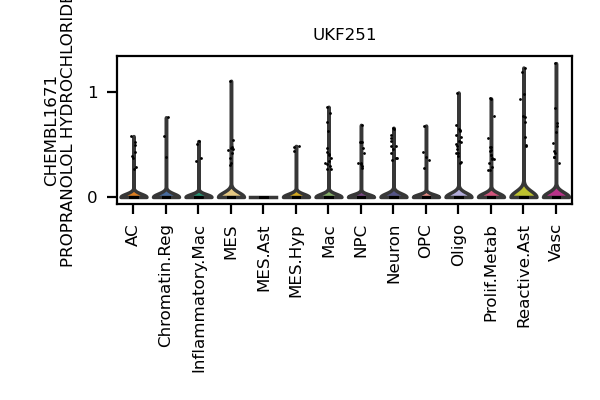 UKF251
CHEMBL1671
PROPRANOLOL HYDROCHLORIDE
1
0
AC
Chromatin.Reg
Inflammatory.Mac
MES
MES.Ast
MES.Hyp
Mac
NPC
Neuron
OPC
Oligo
Prolif.Metab
Reactive.Ast
Vasc